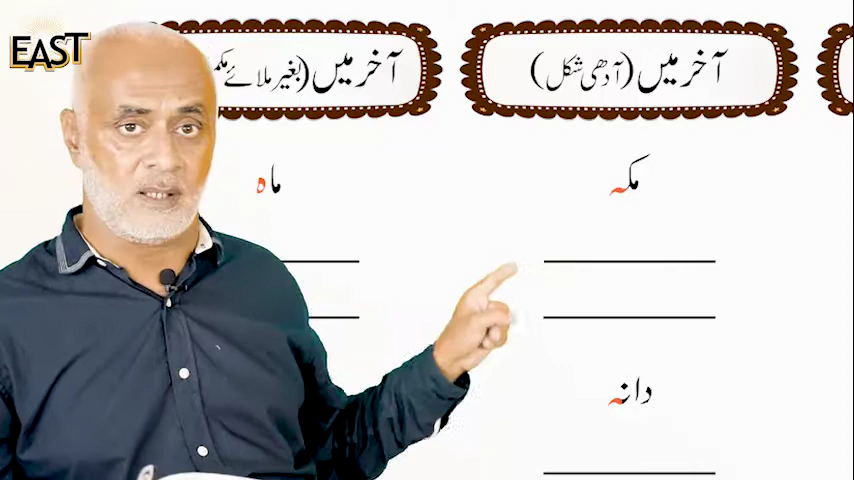 EAST
آخر میں (آدھی شکل)
آخر میں (بغیر ملائے
مکہ
ماہ
دانہ